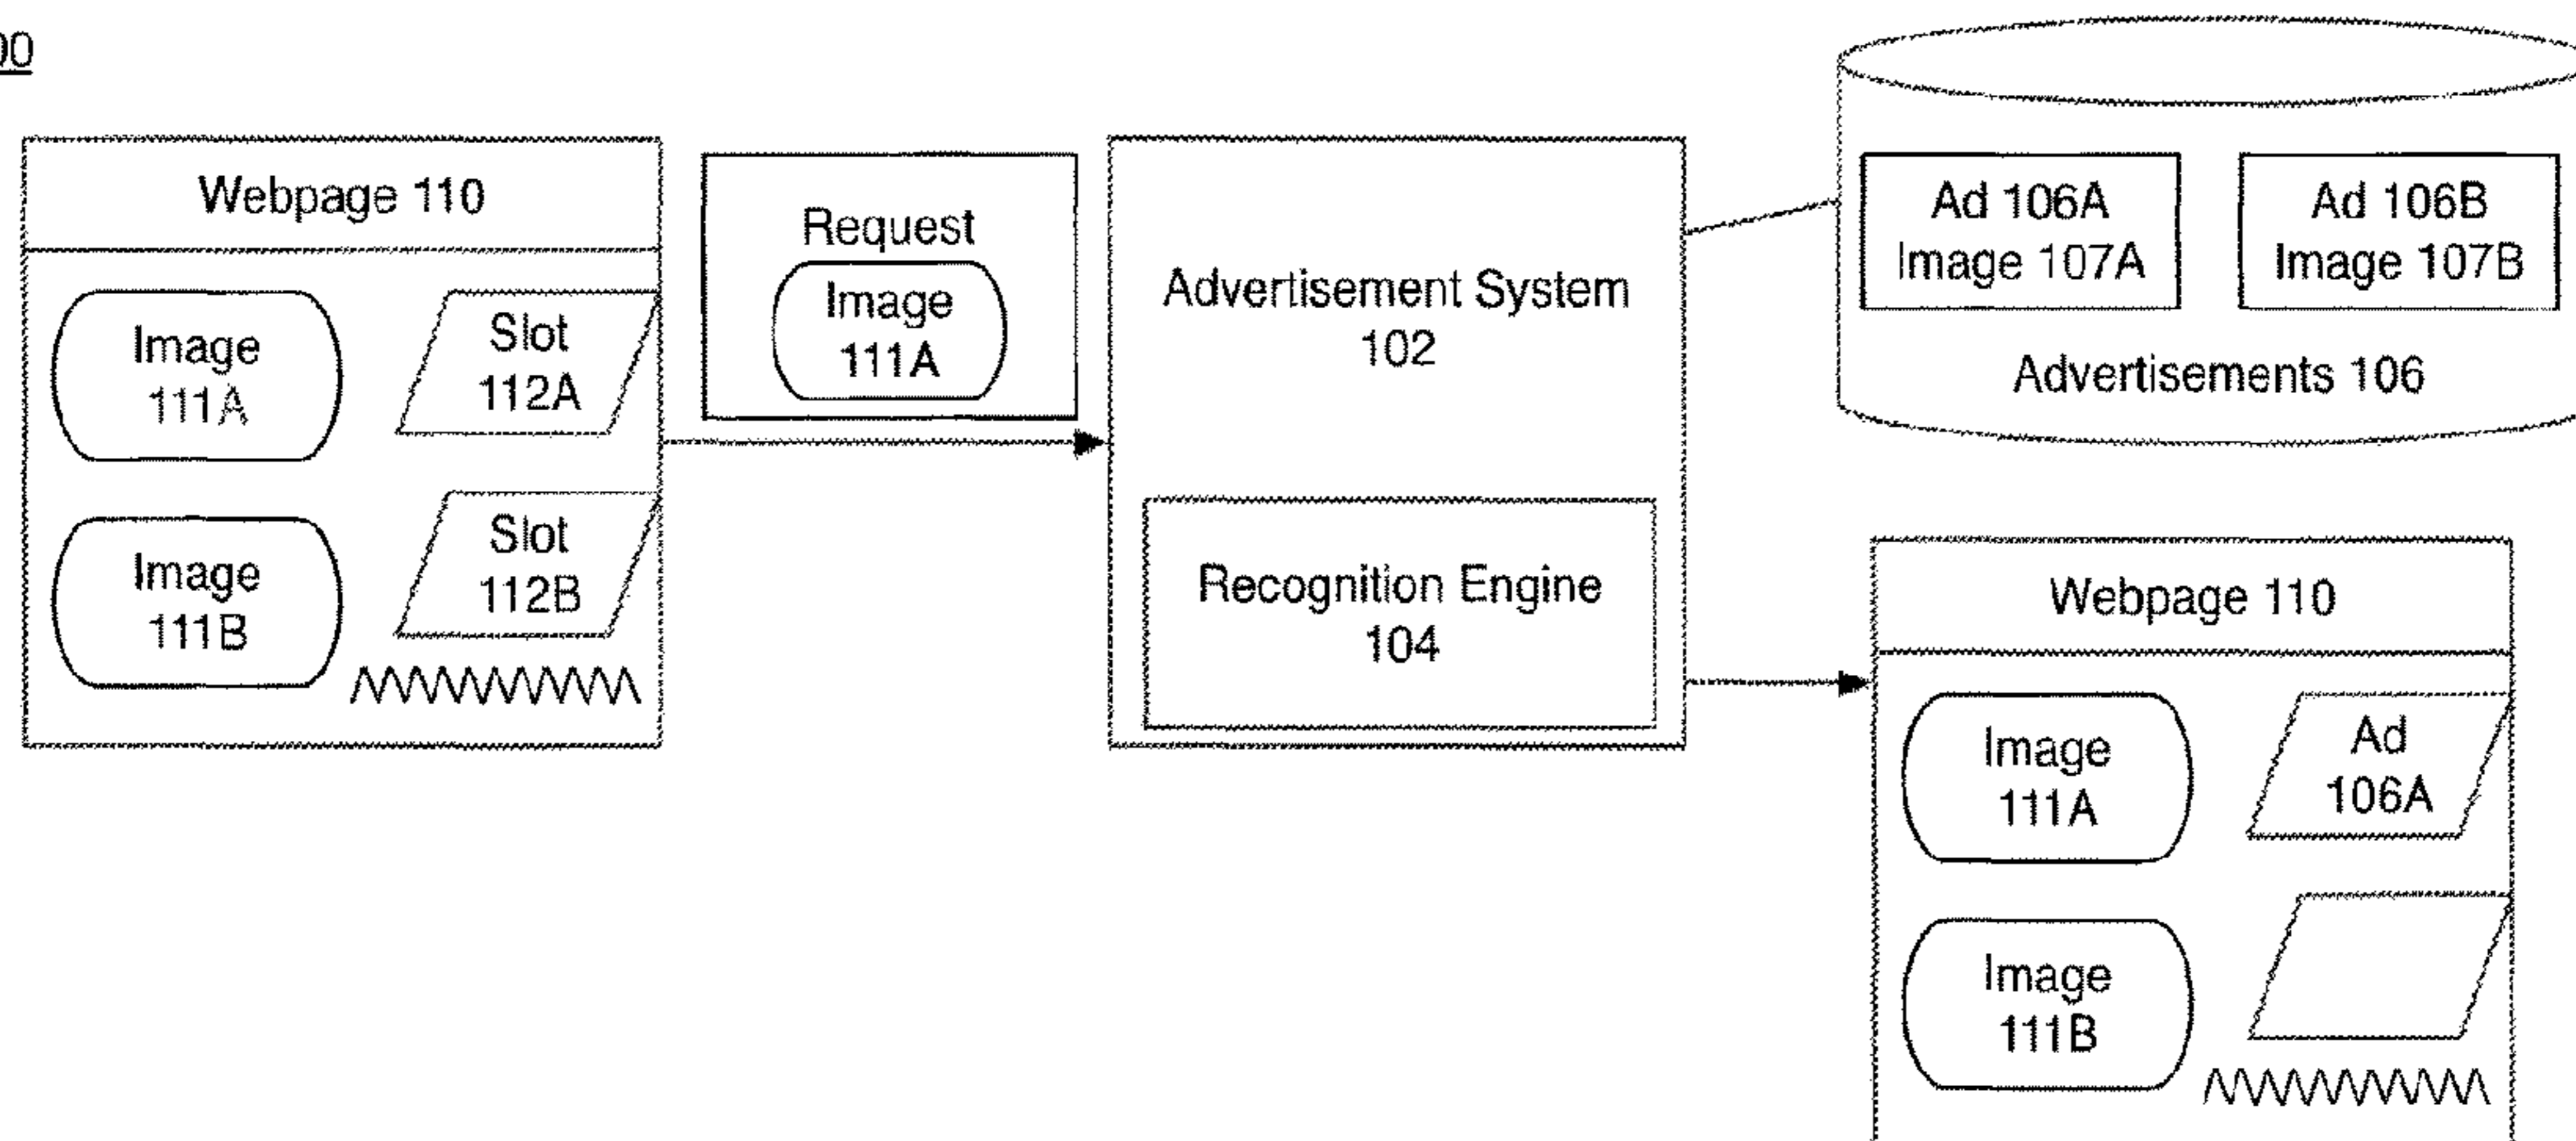 00
Webpage 110
Image
111A
Slot
112A
Image
111B
Slot
112B
Request
Image
111A
Advertisement System
102
Recognition Engine
104
Ad 106A
Image 107A
Ad 106B
Image 107B
Advertisements 106
Webpage 110
Image
111A
Ad
106A
Image
111B